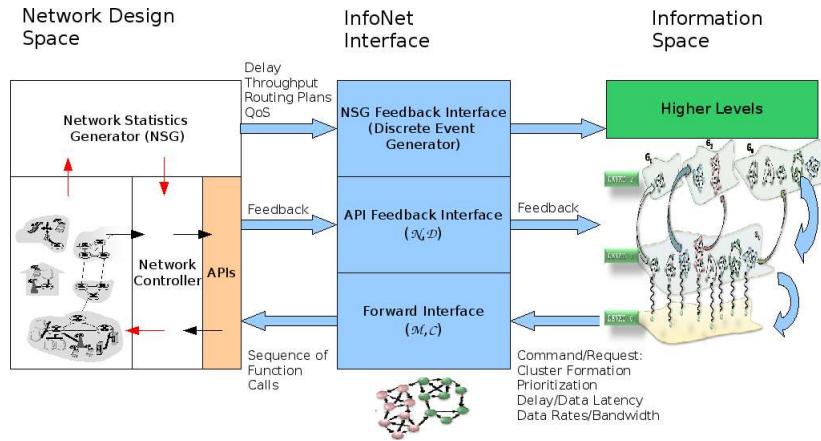 Network Design
Space
InfoNet
Interface
Information
Space
Network Statistics
Generator (NSG)
Delay
Throughput
Routing Plans
QoS
NSG Feedback Interface
(Discrete Event
Generator)
Higher Levels
Network
Controller
APIs
Feedback
API Feedback Interface
(𝒩,𝒟)
Feedback
Forward Interface
(ℳ,𝒞)
Sequence of
Function
Calls
Command/Request:
Cluster Formation
Prioritization
Delay/Data Latency
Data Rates/Bandwidth